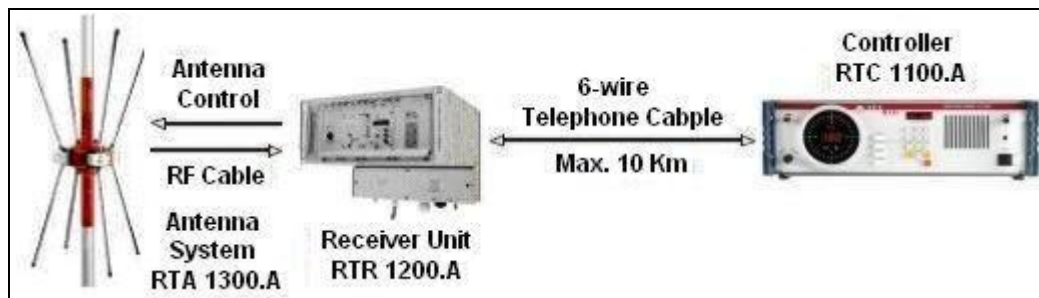 Antenna
Control
RF Cable
Antenna
System
RTA 1300.A
Receiver Unit
RTR 1200.A
6-wire
Telephone Cabple
Max. 10 Km
Controller
RTC 1100.A